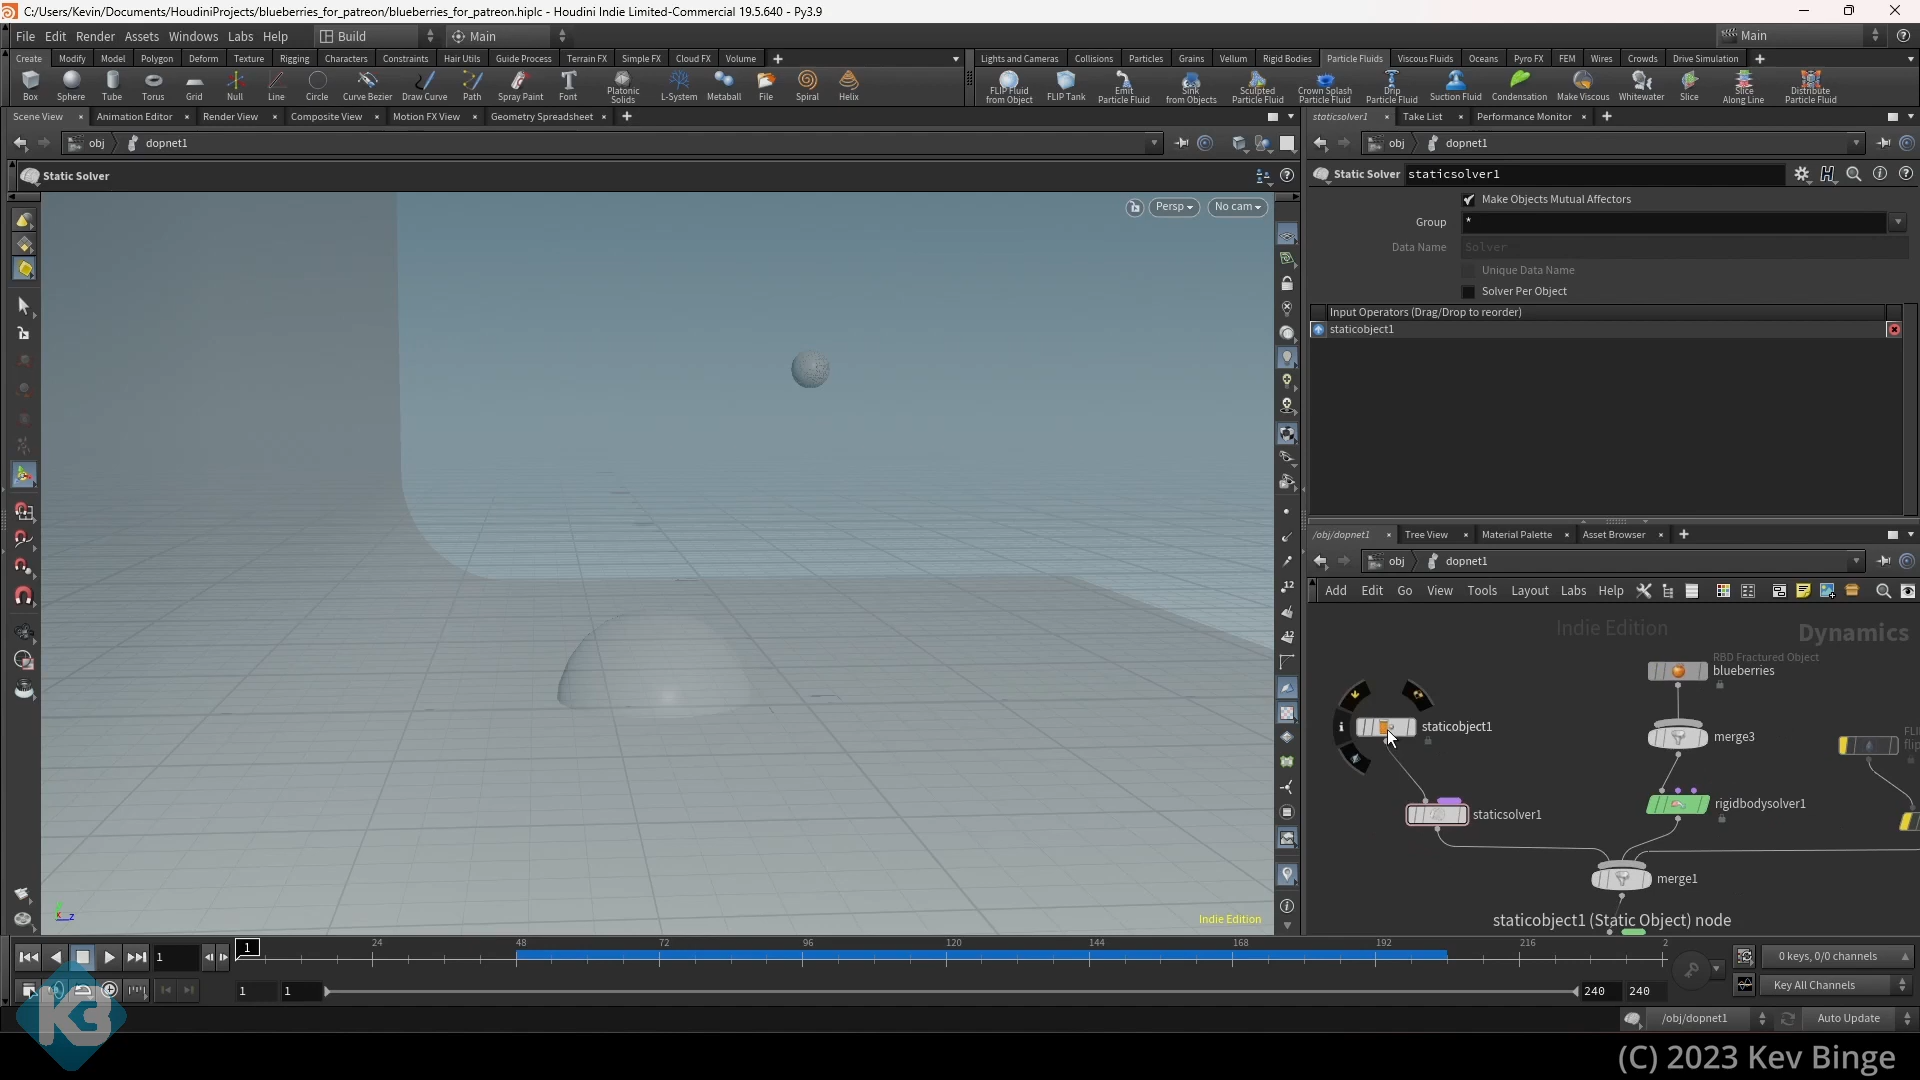 C:/Users/Kevin/Documents/HoudiniProjects/blueberries_for_patreon/blueberries_for_patreon.hiplc - Houdini Indie Limited-Commercial 19.5.640 - Py3.9
File Edit Render Assets Windows Labs Help Build Main Main
Create Modify Model Polygon Deform Texture Rigging Characters Constraints Hair Utils Guide Process Terrain FX Simple FX Cloud FX Volume
Lights and Cameras Collisions Particles Grains Vellum Rigid Bodies Particle Fluids Viscous Fluids Oceans Pyro FX FEM Wires Crowds Drive Simulation
Box Sphere Tube Torus Grid Null Line Circle Curve Bezier Draw Curve Path Spray Paint Font Platonic Solids L-System Metaball File Spiral Helix
FLIP Fluid from Object FLIP Tank Emit Particle Fluid Sink from Objects Sculpted Particle Fluid Crown Splash Particle Fluid Drip Particle Fluid Suction Fluid Condensation Make Viscous Whitewater Slice Slice Along Line Distribute Particle Fluid
Scene View Animation Editor Render View Composite View Motion FX View Geometry Spreadsheet
staticsolver1 Take List Performance Monitor
obj dopnet1
obj dopnet1
Static Solver
Static Solver staticsolver1
Persp No cam
Make Objects Mutual Affectors
Group *
Data Name Solver
Unique Data Name
Solver Per Object
Input Operators (Drag/Drop to reorder)
staticobject1
/obj/dopnet1 Tree View Material Palette Asset Browser
obj dopnet1
Add Edit Go View Tools Layout Labs Help
Indie Edition
Dynamics
RBD Fractured Object
blueberries
staticobject1
merge3
rigidbodysolver1
staticsolver1
merge1
staticobject1 (Static Object) node
Indie Edition
1 1 24 48 72 96 120 144 168 192 216 2
0 keys, 0/0 channels
1 1 240 240
Key All Channels
/obj/dopnet1 Auto Update
K3
(C) 2023 Kev Binge